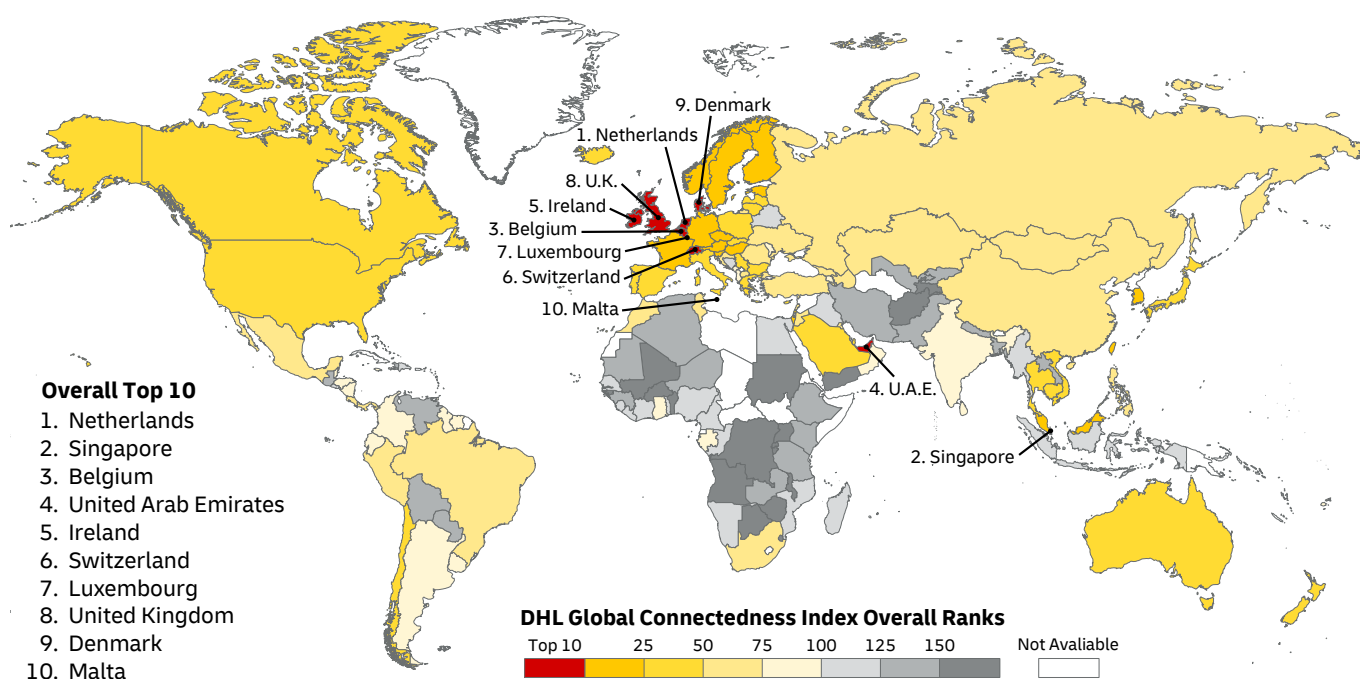 9. Denmark
1. Netherlands
8. U.K.
5. Ireland
3. Belgium
7. Luxembourg
6. Switzerland
10. Malta
4. U.A.E.
2. Singapore
Overall Top 10
1. Netherlands
2. Singapore
3. Belgium
4. United Arab Emirates
5. Ireland
6. Switzerland
7. Luxembourg
8. United Kingdom
9. Denmark
10. Malta
DHL Global Connectedness Index Overall Ranks
Top 10 25 50 75 100 125 150
Not Avaliable